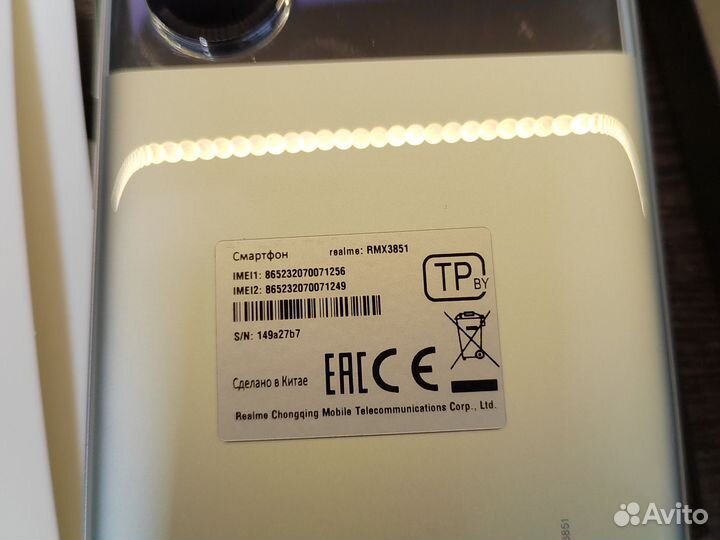 Смартфон realme: RMX3851
IMEI1: 865232070071256
IMEI2: 865232070071249
S/N: 149a27b7
TP BY
Сделано в Китае EAC CE
Realme Chongqing Mobile Telecommunications Corp., Ltd.
3851
Avito